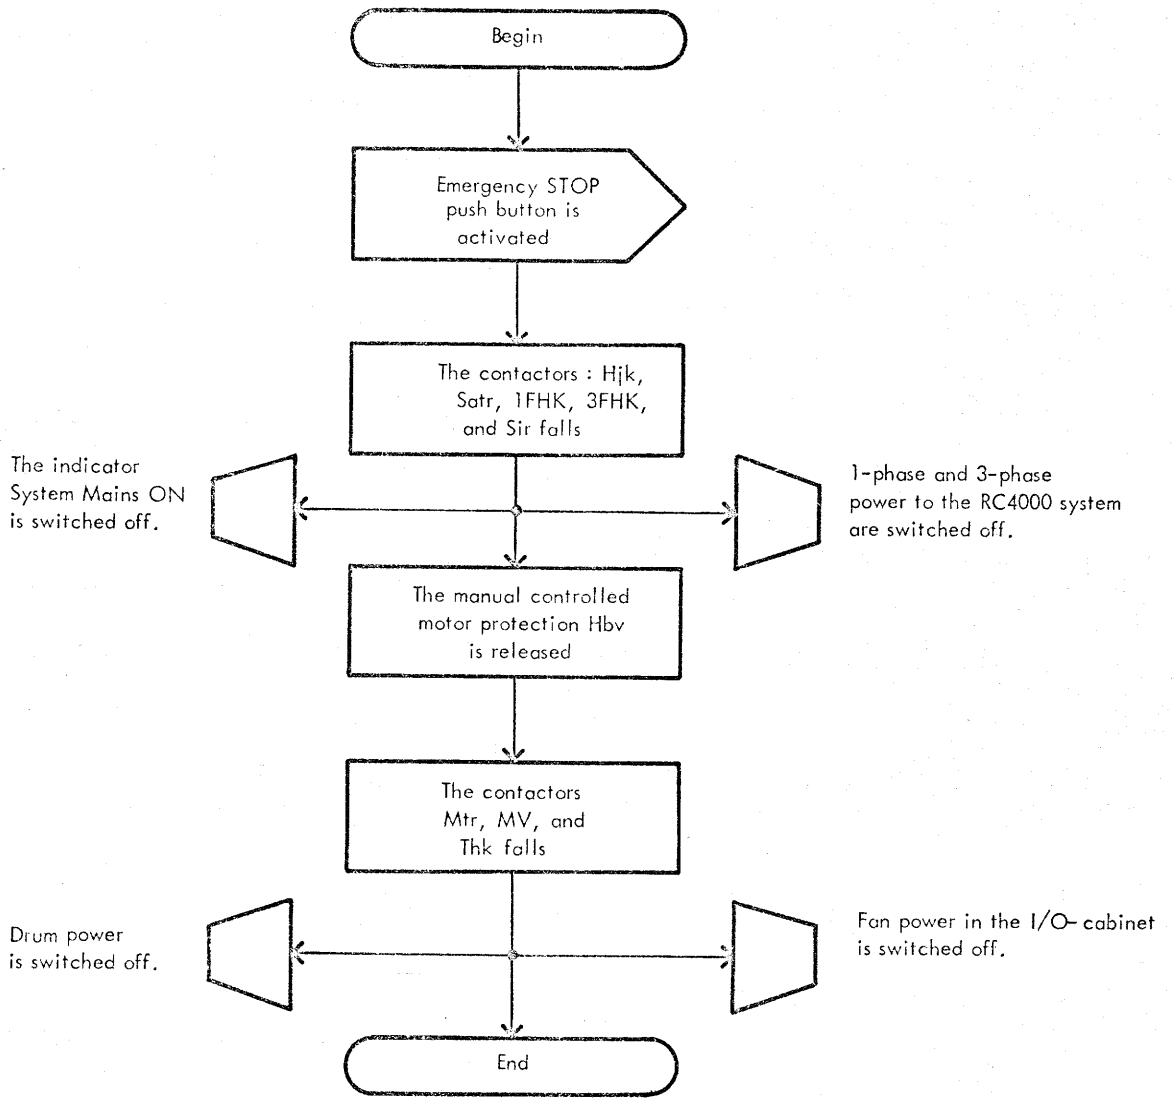 Begin
Emergency STOP
push button is
activated
The contactors : Hjk,
Satr, 1FHK, 3FHK,
and Sir falls
The indicator
System Mains ON
is switched off.
1-phase and 3-phase
power to the RC4000 system
are switched off.
The manual controlled
motor protection Hbv
is released
The contactors
Mtr, MV, and
Thk falls
Drum power
is switched off.
Fan power in the I/O-cabinet
is switched off.
End